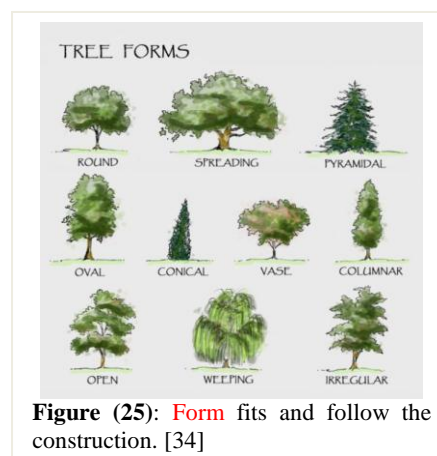 TREE FORMS
ROUND SPREADING PYRAMIDAL
OVAL CONICAL VASE COLUMNAR
OPEN WEEPING IRREGULAR
Figure (25): Form fits and follow the
construction. [34]